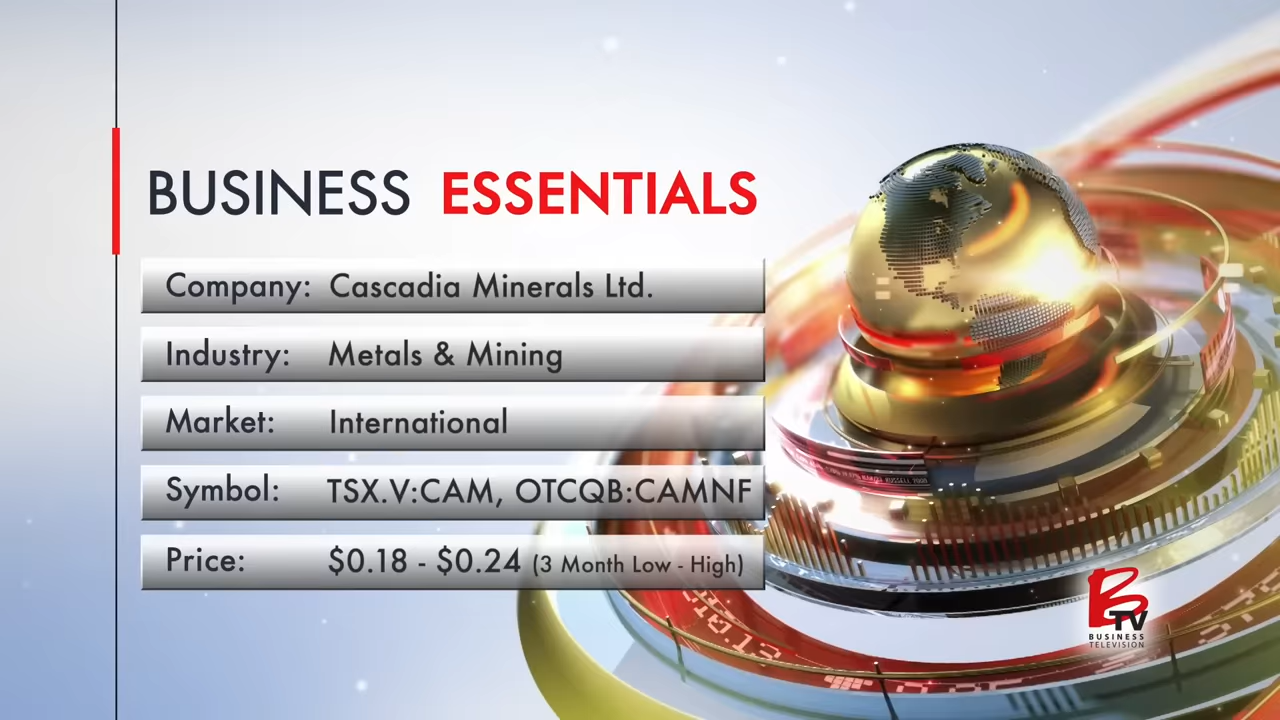 BUSINESS ESSENTIALS
Company: Cascadia Minerals Ltd.
Industry: Metals & Mining
Market: International
Symbol: TSX.V:CAM, OTCQB:CAMNF
Price: $0.18 - $0.24 (3 Month Low - High)
BTV
BUSINESS
TELEVISION